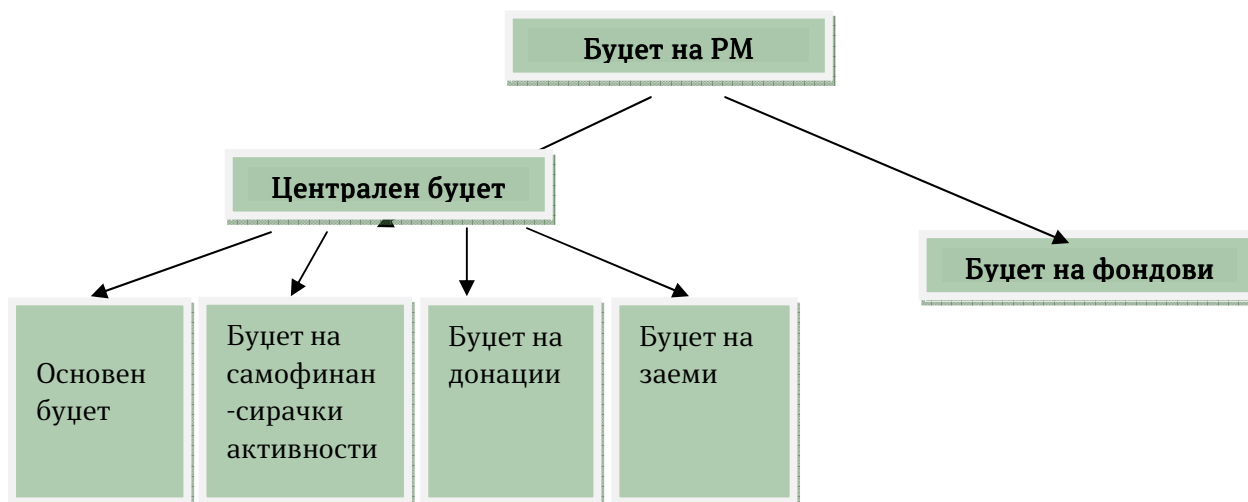 Буџет на РМ
Централен буџет
Буџет на фондови
Основен
буџет
Буџет на
самофинан
-сирачки
активности
Буџет на
донации
Буџет на
заеми